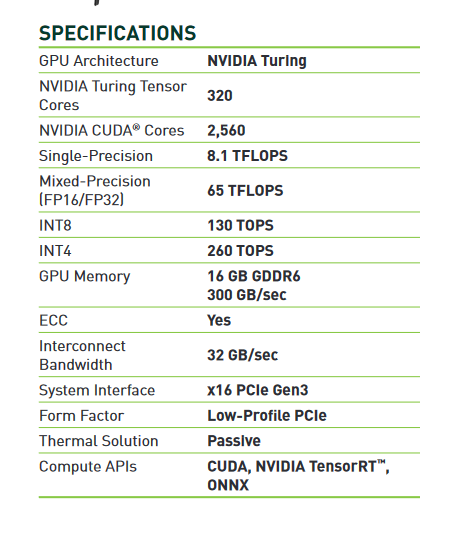 SPECIFICATIONS
GPU Architecture NVIDIA Turing
NVIDIA Turing Tensor
Cores 320
NVIDIA CUDA® Cores 2,560
Single-Precision 8.1 TFLOPS
Mixed-Precision
(FP16/FP32) 65 TFLOPS
INT8 130 TOPS
INT4 260 TOPS
GPU Memory 16 GB GDDR6
300 GB/sec
ECC Yes
Interconnect
Bandwidth 32 GB/sec
System Interface x16 PCIe Gen3
Form Factor Low-Profile PCIe
Thermal Solution Passive
Compute APIs CUDA, NVIDIA TensorRT™,
ONNX